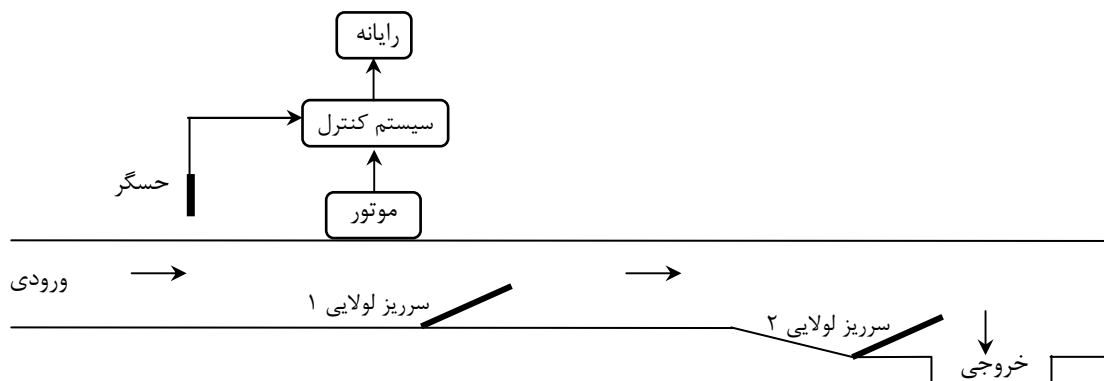 رایانه
سیستم کنترل
حسگر
موتور
ورودی
سرریز لولایی ۱
سرریز لولایی ۲
خروجی